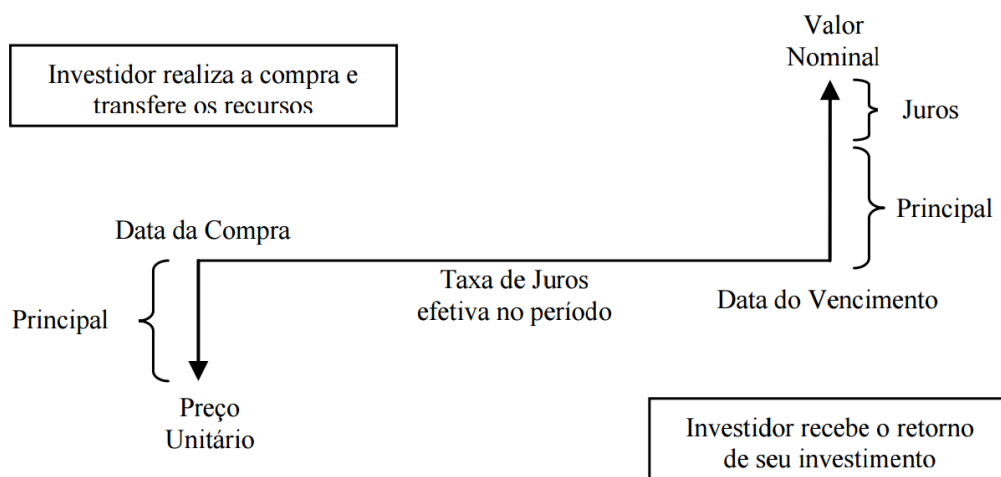 Valor
Nominal
Investidor realiza a compra e
transfere os recursos
Juros
Principal
Data da Compra
Taxa de Juros
efetiva no período
Data do Vencimento
Principal
Preço
Unitário
Investidor recebe o retorno
de seu investimento